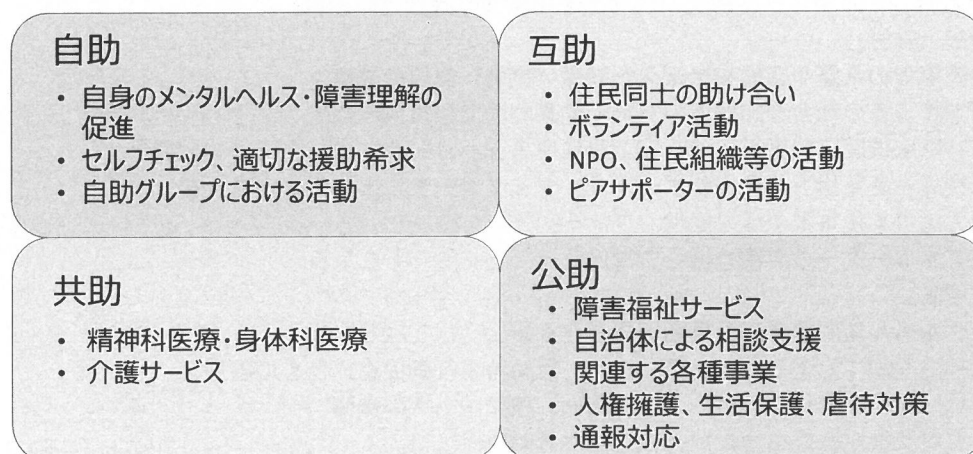 自助
• 自身のメンタルヘルス・障害理解の
促進
• セルフチェック、適切な援助希求
• 自助グループにおける活動
互助
• 住民同士の助け合い
• ボランティア活動
• NPO、住民組織等の活動
• ピアサポーターの活動
共助
• 精神科医療・身体科医療
• 介護サービス
公助
• 障害福祉サービス
• 自治体による相談支援
• 関連する各種事業
• 人権擁護、生活保護、虐待対策
• 通報対応